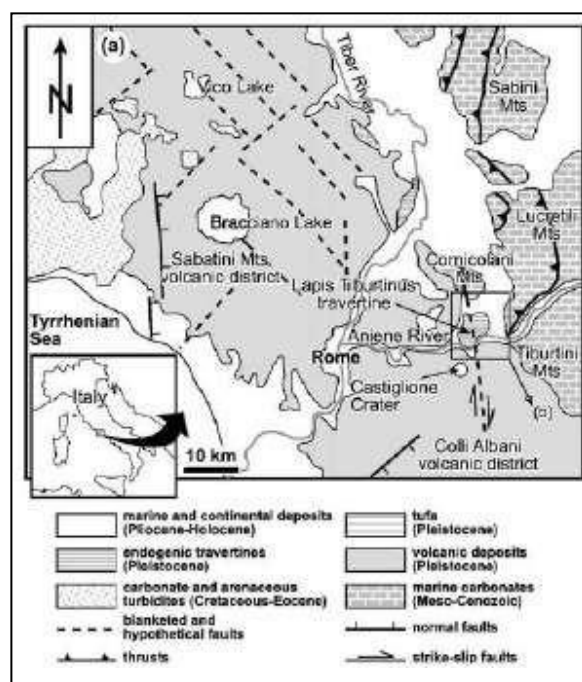 (a)
N
Vico Lake
Tiber River
Sabini
Mts
Bracciano Lake
Lucretili Mts
Sabatini Mts
volcanic district
Cornicolani
Mts
Lapis Tiburtinus
travertine
Tyrrhenian
Sea
Aniene River
Rome
Tiburtini
Mts
Castiglione
Crater
Italy
10 km
Colli Albani
volcanic district
marine and continental deposits
(Pliocene-Holocene)
tufa
(Pleistocene)
endogenic travertines
(Pleistocene)
volcanic deposits
(Pleistocene)
carbonate and arenaceous
turbidites (Cretaceous-Eocene)
marine carbonates
(Meso-Cenozoic)
blanketed and
hypothetical faults
normal faults
thrusts
strike-slip faults